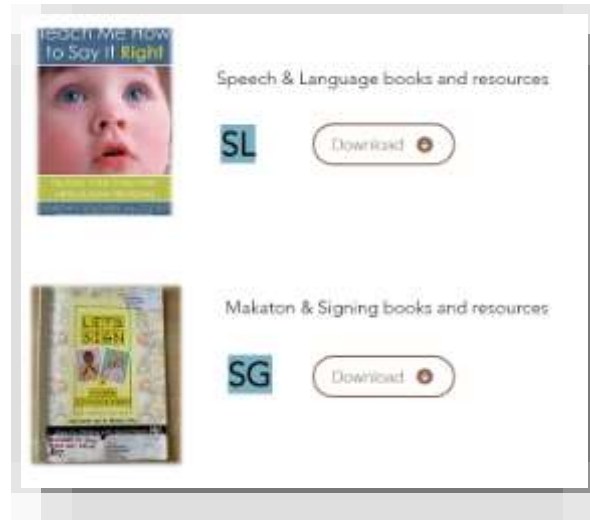 Teach Me How
to Say it Right
Speech & Language books and resources
SL
Download
Makaton & Signing books and resources
LETS
SIGN
SG
Download